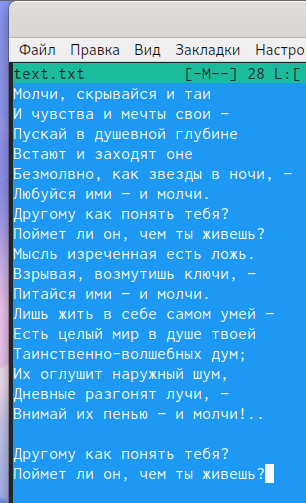 Файл Правка Вид Закладки Настро
text.txt [-M--] 28 L:[
Молчи, скрывайся и таи
И чувства и мечты свои –
Пускай в душевной глубине
Встают и заходят оне
Безмолвно, как звезды в ночи, –
Любуйся ими – и молчи.
Другому как понять тебя?
Поймет ли он, чем ты живешь?
Мысль изреченная есть ложь.
Взрывая, возмутишь ключи, –
Питайся ими – и молчи.
Лишь жить в себе самом умей –
Есть целый мир в душе твоей
Таинственно-волшебных дум;
Их оглушит наружный шум,
Дневные разгонят лучи, –
Внимай их пенью – и молчи!..
Другому как понять тебя?
Поймет ли он, чем ты живешь?